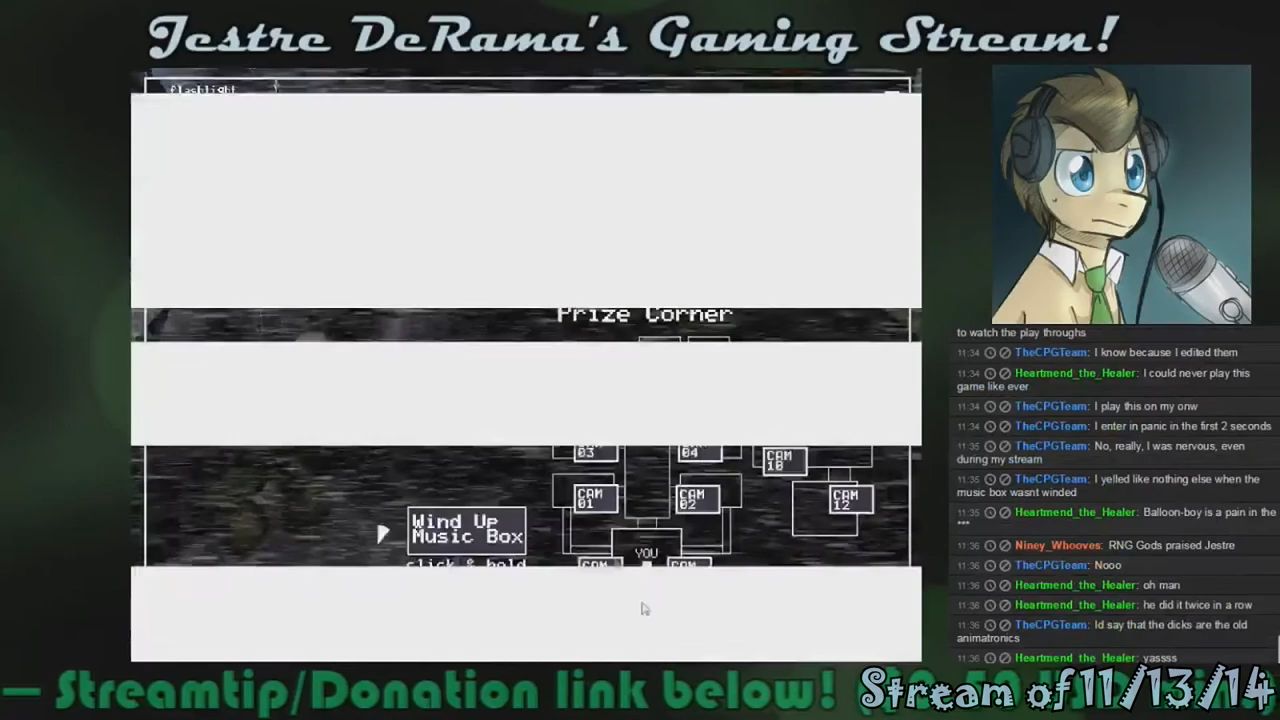 Jestre DeRama's Gaming Stream!
flashlight
Prize Corner
03
04
CAM
10
CAM
01
CAM
02
CAM
12
Wind Up
Music Box
click & hold
YOU
CAM
CAM
to watch the play throughs
11:34 TheCPGTeam: I know because I edited them
11:34 Heartmend_the_Healer: I could never play this
game like ever
11:34 TheCPGTeam: I play this on my onw
11:34 TheCPGTeam: I enter in panic in the first 2 seconds
11:35 TheCPGTeam: No, really, I was nervous, even
during my stream
11:35 TheCPGTeam: I yelled like nothing else when the
music box wasnt winded
11:35 Heartmend_the_Healer: Balloon-boy is a pain in the
***
11:36 Niney_Whooves: RNG Gods praised Jestre
11:36 TheCPGTeam: Nooo
11:36 Heartmend_the_Healer: oh man
11:36 Heartmend_the_Healer: he did it twice in a row
11:36 TheCPGTeam: Id say that the dicks are the old
animatronics
11:36 Heartmend_the_Healer: yassss
— Streamtip/Donation link below!
Stream of 11/13/14